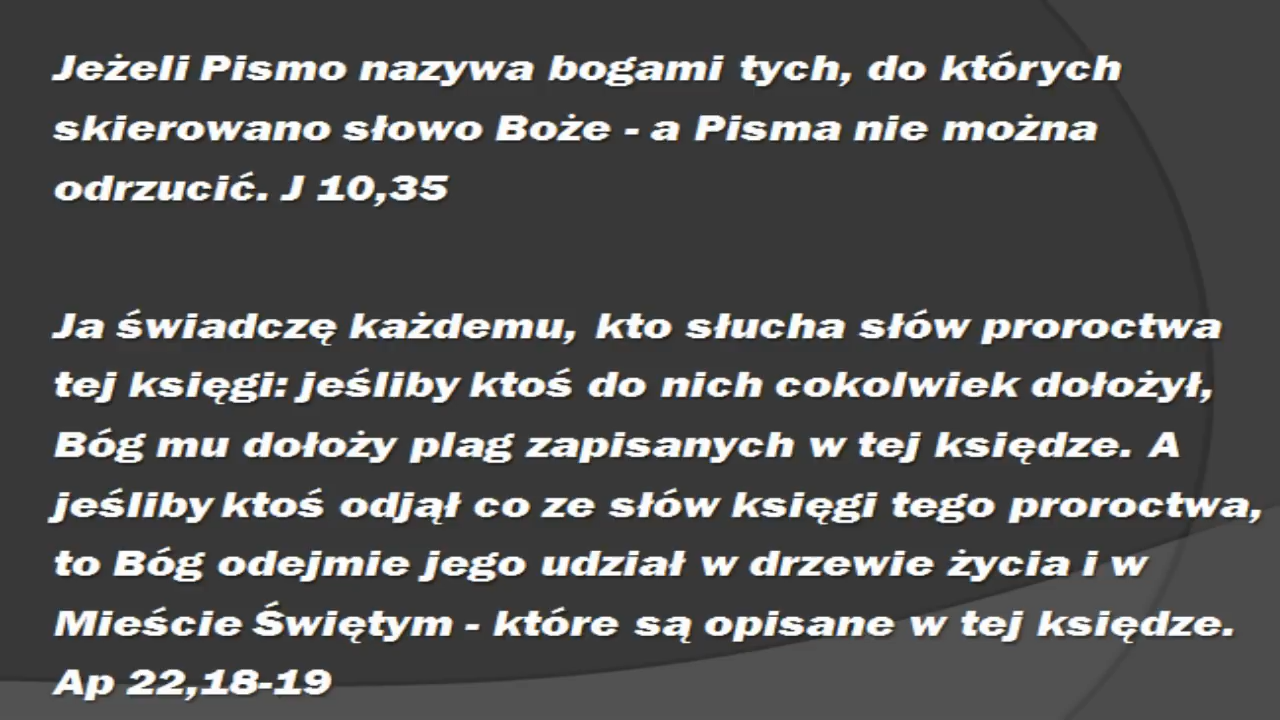 Jeżeli Pismo nazywa bogami tych, do których
skierowano słowo Boże - a Pisma nie można
odrzucić. J 10,35
Ja świadczę każdemu, kto słucha słów proroctwa
tej księgi: jeśliby ktoś do nich cokolwiek dołożył,
Bóg mu dołoży plag zapisanych w tej księdze. A
jeśliby ktoś odjął co ze słów księgi tego proroctwa,
to Bóg odejmie jego udział w drzewie życia i w
Mieście Świętym - które są opisane w tej księdze.
Ap 22,18-19